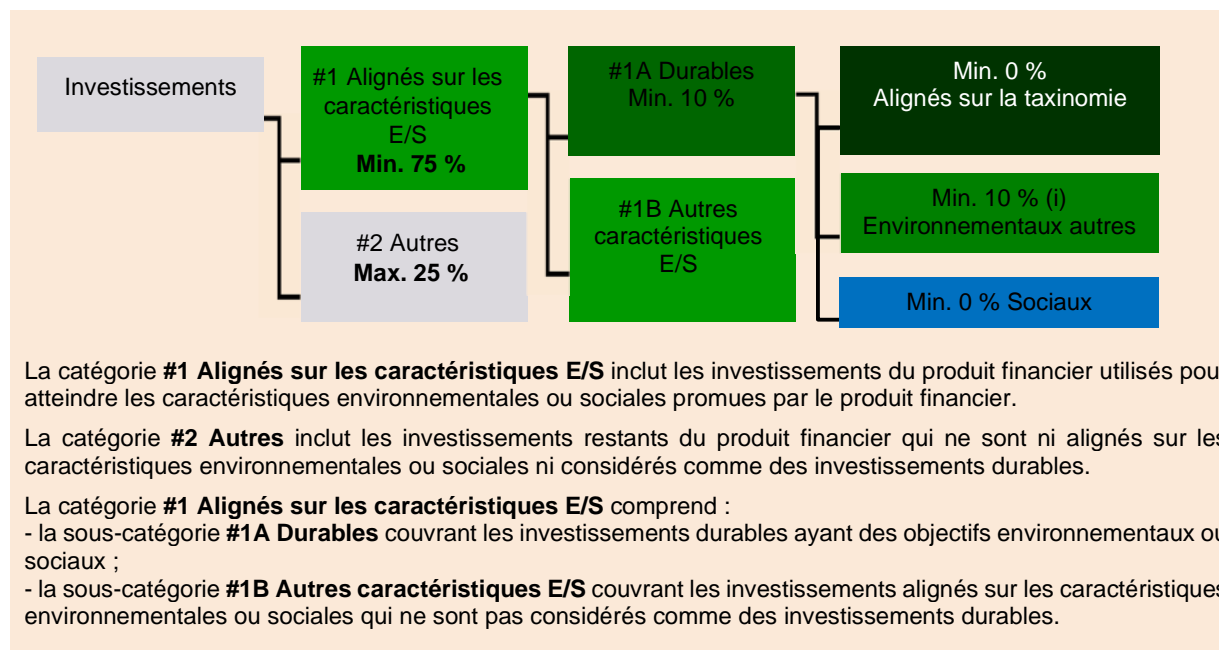 Investissements
#1 Alignés sur les
caractéristiques
E/S
Min. 75 %
#2 Autres
Max. 25 %
#1A Durables
Min. 10 %
#1B Autres
caractéristiques
E/S
Min. 0 %
Alignés sur la taxinomie
Min. 10 % (i)
Environnementaux autres
Min. 0 % Sociaux
La catégorie #1 Alignés sur les caractéristiques E/S inclut les investissements du produit financier utilisés pou
atteindre les caractéristiques environnementales ou sociales promues par le produit financier.
La catégorie #2 Autres inclut les investissements restants du produit financier qui ne sont ni alignés sur les
caractéristiques environnementales ou sociales ni considérés comme des investissements durables.
La catégorie #1 Alignés sur les caractéristiques E/S comprend :
- la sous-catégorie #1A Durables couvrant les investissements durables ayant des objectifs environnementaux ou
sociaux ;
- la sous-catégorie #1B Autres caractéristiques E/S couvrant les investissements alignés sur les caractéristiques
environnementales ou sociales qui ne sont pas considérés comme des investissements durables.